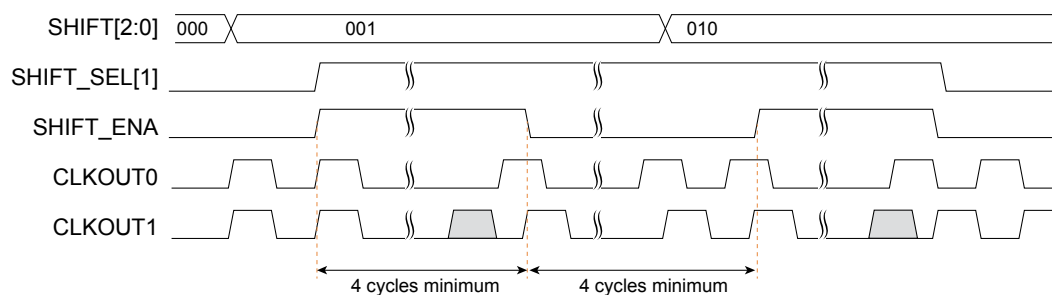 SHIFT[2:0] 000 001 010
SHIFT_SEL[1]
SHIFT_ENA
CLKOUT0
CLKOUT1
4 cycles minimum 4 cycles minimum